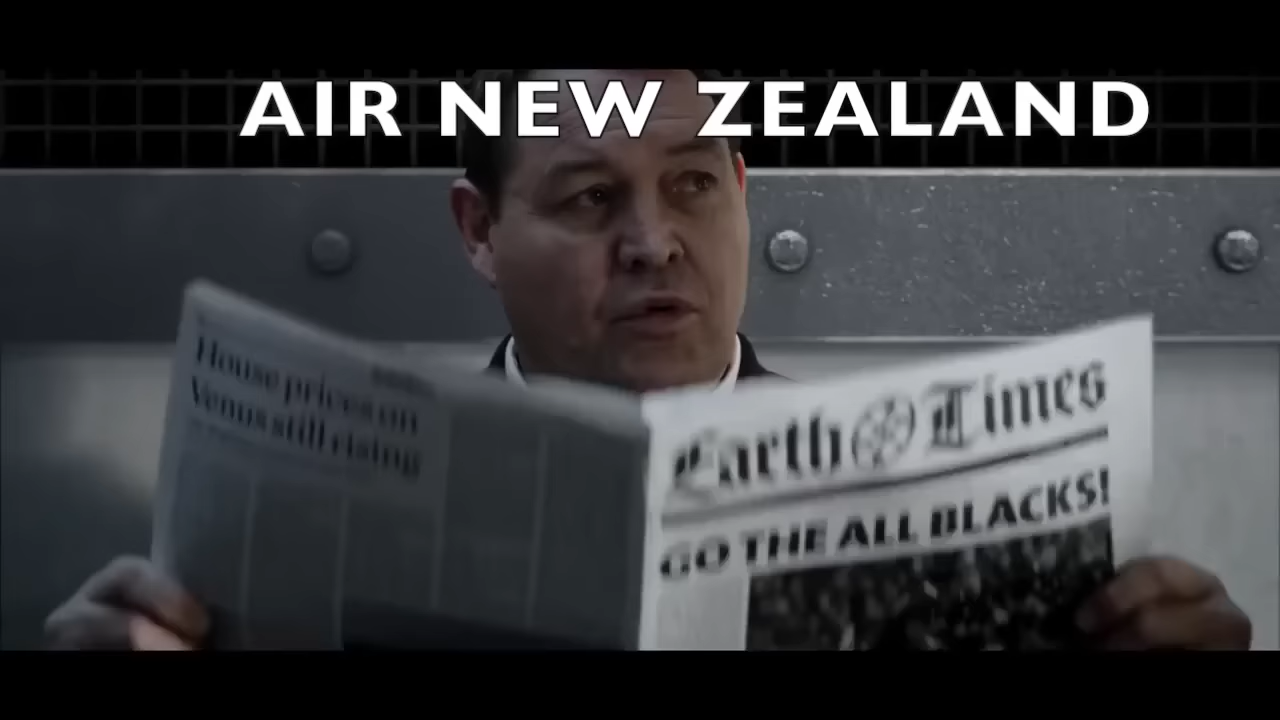 AIR NEW ZEALAND
House prices on
Venus still rising
Earth Times
GO THE ALL BLACKS!